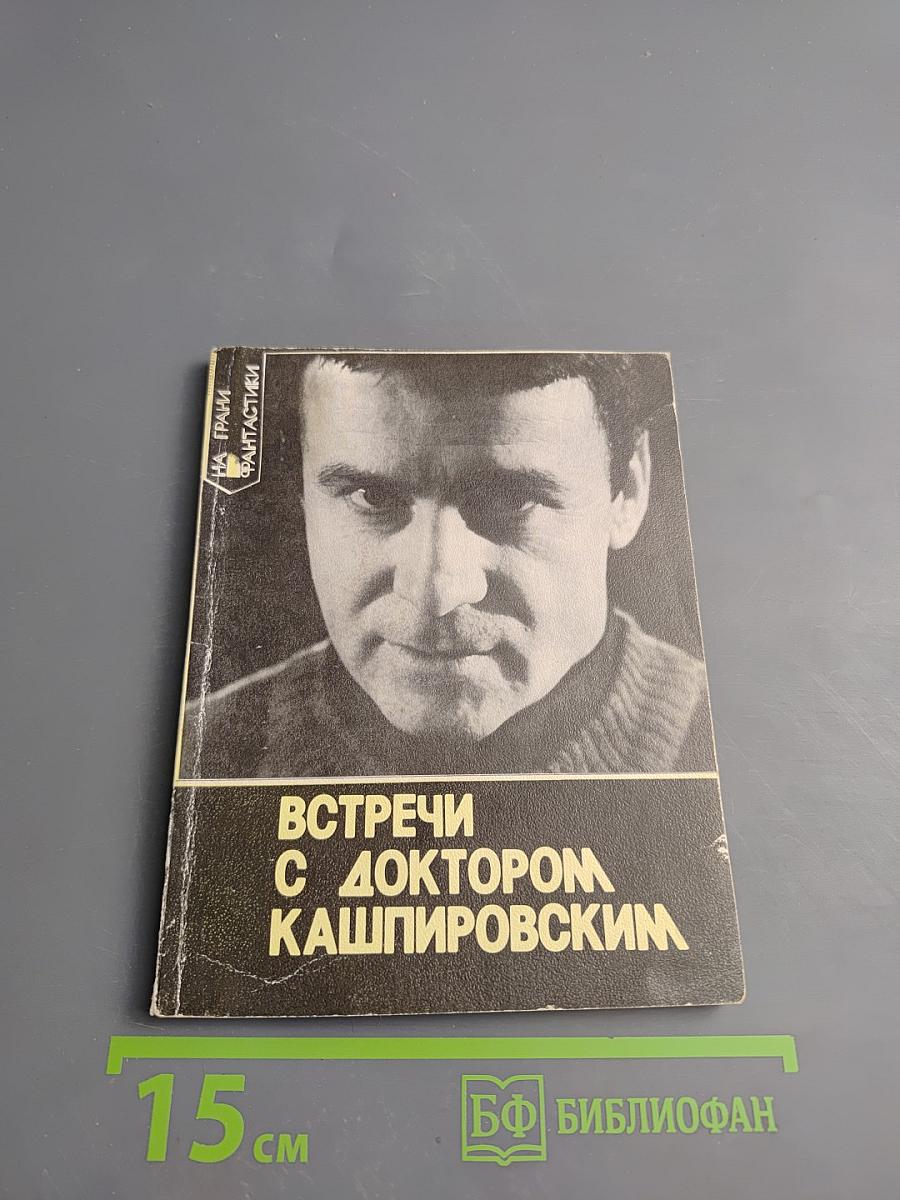 НА ГРАНИ
ФАНТАСТИКИ
ВСТРЕЧИ
С ДОКТОРОМ
КАШПИРОВСКИМ
15 см
БФ БИБЛИОФАН